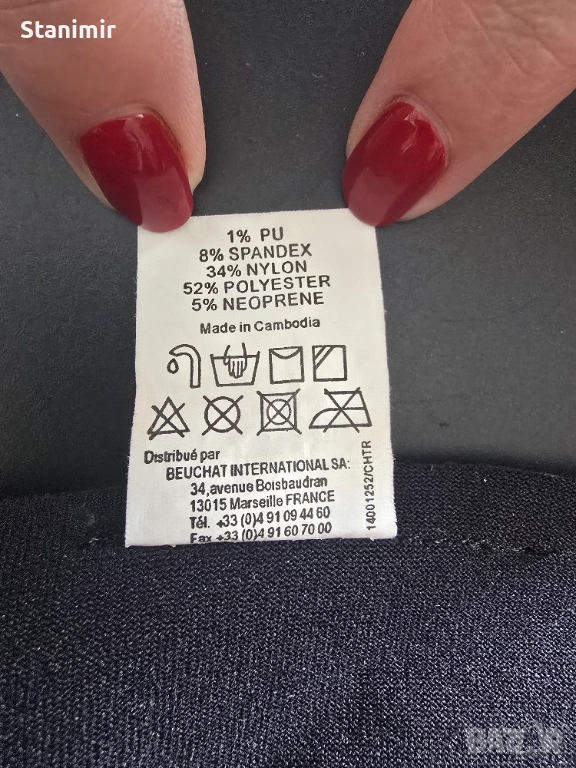 Stanimir
1% PU
8% SPANDEX
34% NYLON
52% POLYESTER
5% NEOPRENE
Made in Cambodia
Distribué par
BEUCHAT INTERNATIONAL SA:
34,avenue Boisbaudran
13015 Marseille FRANCE
Tél. +33 (0)4 91 09 44 60
Fax +33 (0)4 91 60 70 00
14001252/CHTR